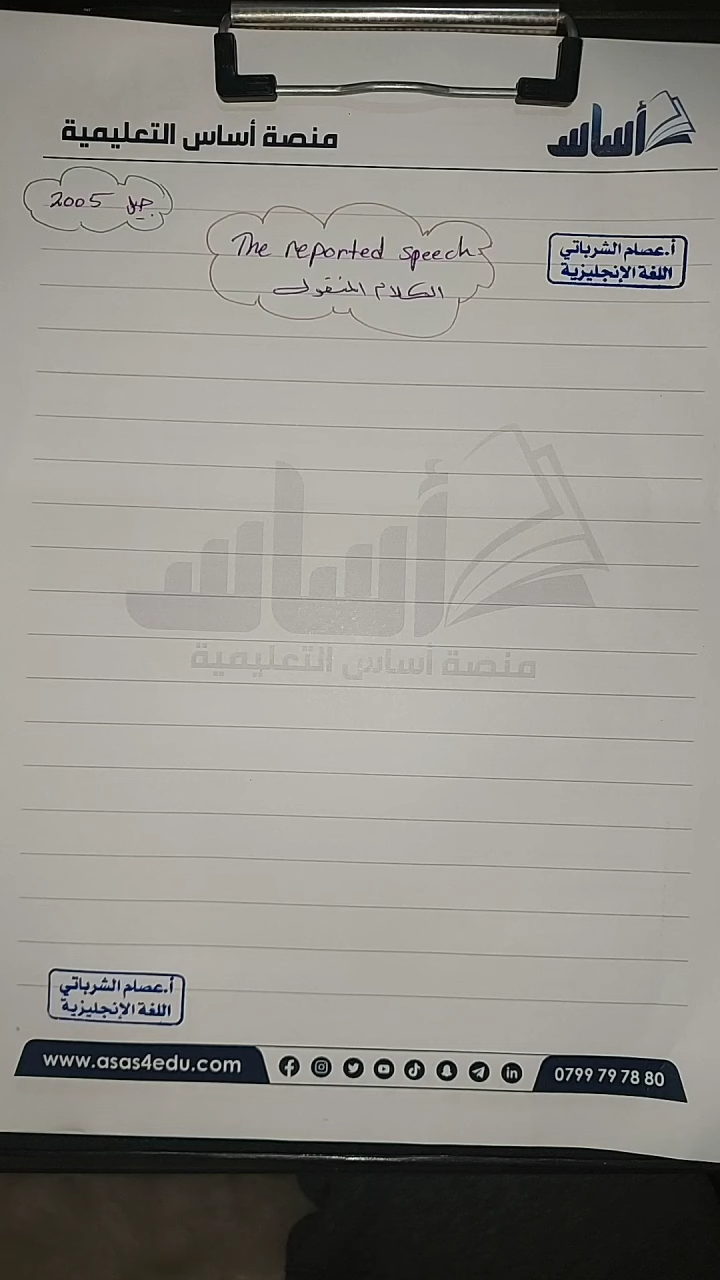 أساس
منصة أساس التعليمية
جيل 2005
The reported speech
الكلام المنقول
أ.عصام الشرباتي
اللغة الإنجليزية
أساس
منصة أساس التعليمية
أ.عصام الشرباتي
اللغة الإنجليزية
www.asas4edu.com
0799 79 78 80